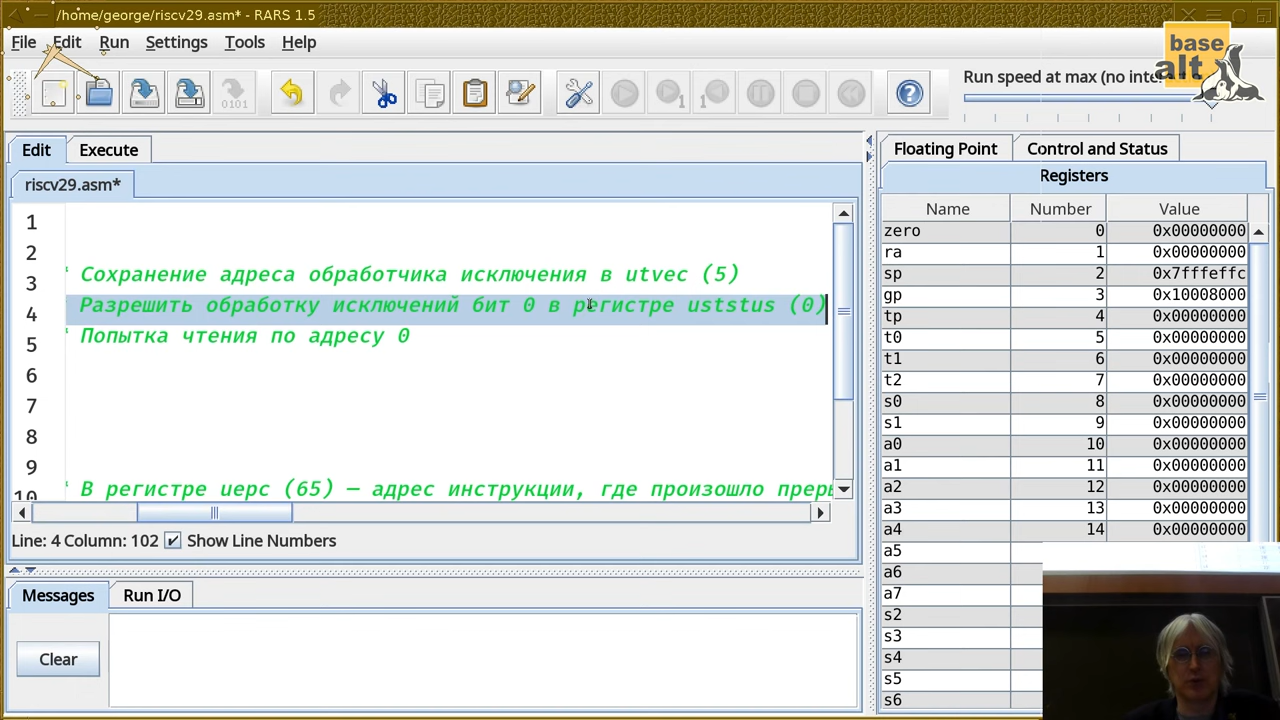 /home/george/riscv29.asm* - RARS 1.5
File Edit Run Settings Tools Help
base
alt
Run speed at max (no inte
Edit Execute
riscv29.asm*
1
2
3 Сохранение адреса обработчика исключения в utvec (5)
4 Разрешить обработку исключений бит 0 в регистре uststus (0)
5 Попытка чтения по адресу 0
6
7
8
9
10 В регистре uepc (65) — адрес инструкции, где произошло преры
Line: 4 Column: 102 Show Line Numbers
Messages Run I/O
Clear
Floating Point Control and Status
Registers
Name Number Value
zero 0 0x00000000
ra 1 0x00000000
sp 2 0x7fffeffc
gp 3 0x10008000
tp 4 0x00000000
t0 5 0x00000000
t1 6 0x00000000
t2 7 0x00000000
s0 8 0x00000000
s1 9 0x00000000
a0 10 0x00000000
a1 11 0x00000000
a2 12 0x00000000
a3 13 0x00000000
a4 14 0x00000000
a5
a6
a7
s2
s3
s4
s5
s6